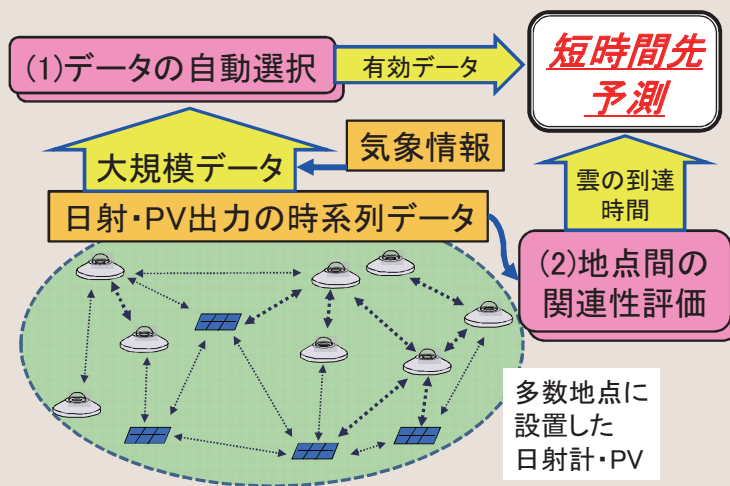 (1)データの自動選択
有効データ
短時間先
予測
大規模データ
気象情報
雲の到達
時間
日射・PV出力の時系列データ
(2)地点間の
関連性評価
多数地点に
設置した
日射計・PV